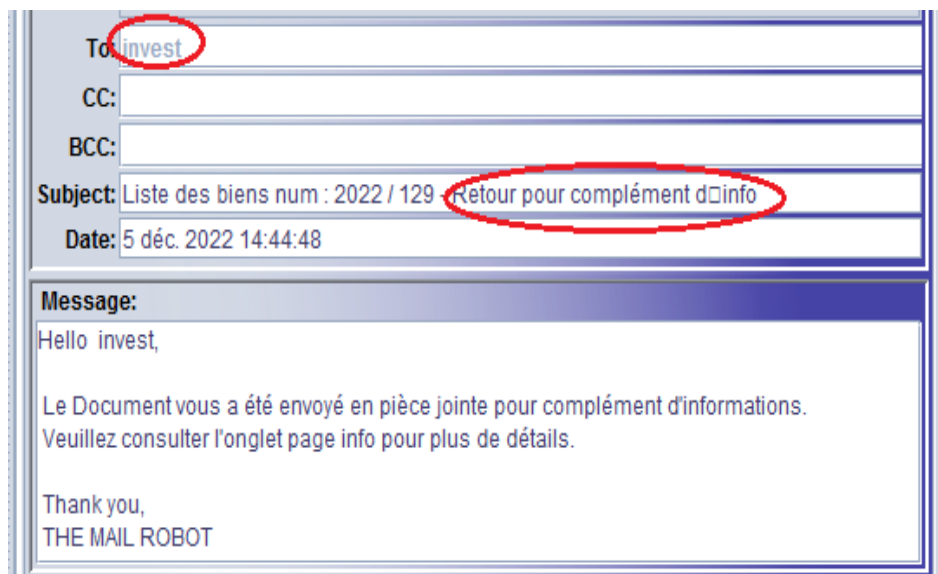 To: invest
CC:
BCC:
Subject: Liste des biens num : 2022 / 129 - Retour pour complément d□info
Date: 5 déc. 2022 14:44:48
Message:
Hello invest,
Le Document vous a été envoyé en pièce jointe pour complément d'informations.
Veuillez consulter l'onglet page info pour plus de détails.
Thank you,
THE MAIL ROBOT